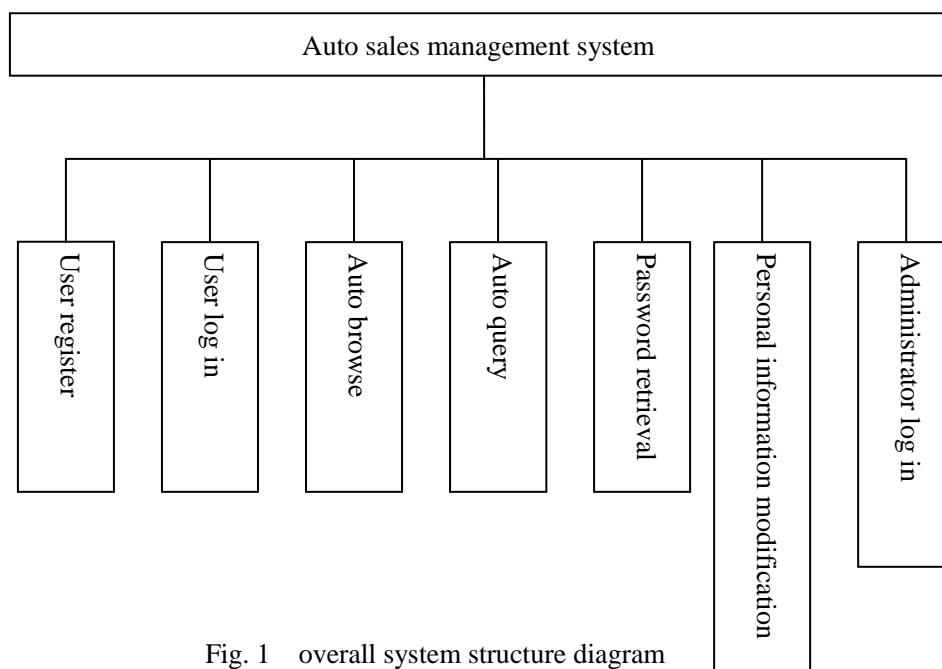 Auto sales management system
User register
User log in
Auto browse
Auto query
Password retrieval
Personal information modification
Administrator log in
Fig. 1 overall system structure diagram